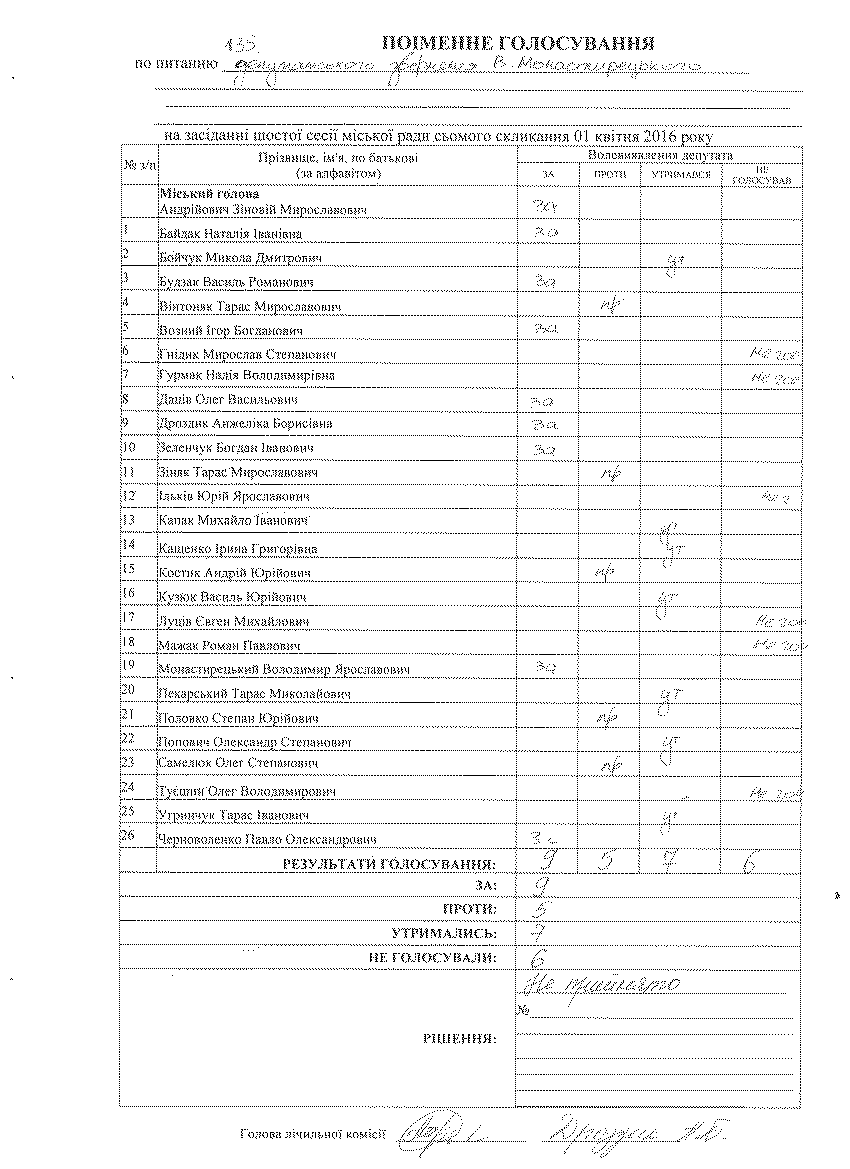 135
ПОІМЕННЕ ГОЛОСУВАННЯ
по питанню депутатського звернення В. Монастирецького
на засіданні шостої сесії міської ради сьомого скликання 01 квітня 2016 року
№ з/п Прізвище, ім'я, по батькові (за алфавітом) Волевиявлення депутата
ЗА ПРОТИ УТРИМАВСЯ НЕ ГОЛОСУВАВ
Міський голова
Андрійович Зіновій Мирославович за
1 Байдак Наталія Іванівна за
2 Бойчук Микола Дмитрович ут
3 Будзак Василь Романович за
4 Вінтоняк Тарас Мирославович пр
5 Возний Ігор Богданович за
6 Гнідик Мирослав Степанович не гол
7 Гурмак Надія Володимирівна не гол
8 Даців Олег Васильович за
9 Дроздик Анжеліка Борисівна за
10 Зеленчук Богдан Іванович за
11 Зіняк Тарас Мирославович пр
12 Ільків Юрій Ярославович не г
13 Капак Михайло Іванович ут
14 Кащенко Ірина Григорівна ут
15 Костик Андрій Юрійович пр
16 Кузюк Василь Юрійович ут
17 Луців Євген Михайлович не гол
18 Мажак Роман Павлович не гол
19 Монастирецький Володимир Ярославович за
20 Пекарський Тарас Миколайович ут
21 Половко Степан Юрійович пр
22 Попович Олександр Степанович ут
23 Самелюк Олег Степанович пр
24 Туєшин Олег Володимирович не гол
25 Угринчук Тарас Іванович ут
26 Черноволенко Павло Олександрович за
РЕЗУЛЬТАТИ ГОЛОСУВАННЯ: 9 5 7 6
ЗА: 9
ПРОТИ: 5
УТРИМАЛИСЬ: 7
НЕ ГОЛОСУВАЛИ: 6
Не прийнято
№
РІШЕННЯ:
Голова лічильної комісії